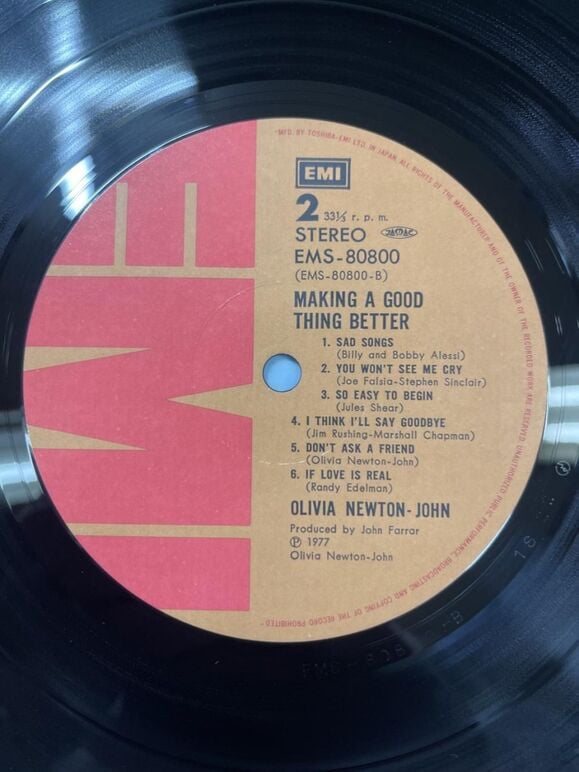 "MFD. BY TOSHIBA-EMI LTD. IN JAPAN. ALL RIGHTS OF THE MANUFACTURER AND OF THE OWNER OF THE RECORDED WORK ARE RESERVED. UNAUTHORIZED PUBLIC PERFORMANCE, BROADCASTING AND COPYING OF THE RECORD PROHIBITED"
EMI
EMI
2 33⅓ r. p. m.
STEREO JASRAC
EMS-80800
(EMS-80800-B)
MAKING A GOOD
THING BETTER
1. SAD SONGS
(Billy and Bobby Alessi)
2. YOU WON'T SEE ME CRY
(Joe Falsia-Stephen Sinclair)
3. SO EASY TO BEGIN
(Jules Shear)
4. I THINK I'LL SAY GOODBYE
(Jim Rushing-Marshall Chapman)
5. DON'T ASK A FRIEND
(Olivia Newton-John)
6. IF LOVE IS REAL
(Randy Edelman)
OLIVIA NEWTON-JOHN
Produced by John Farrar
Ⓟ 1977
Olivia Newton-John
1S